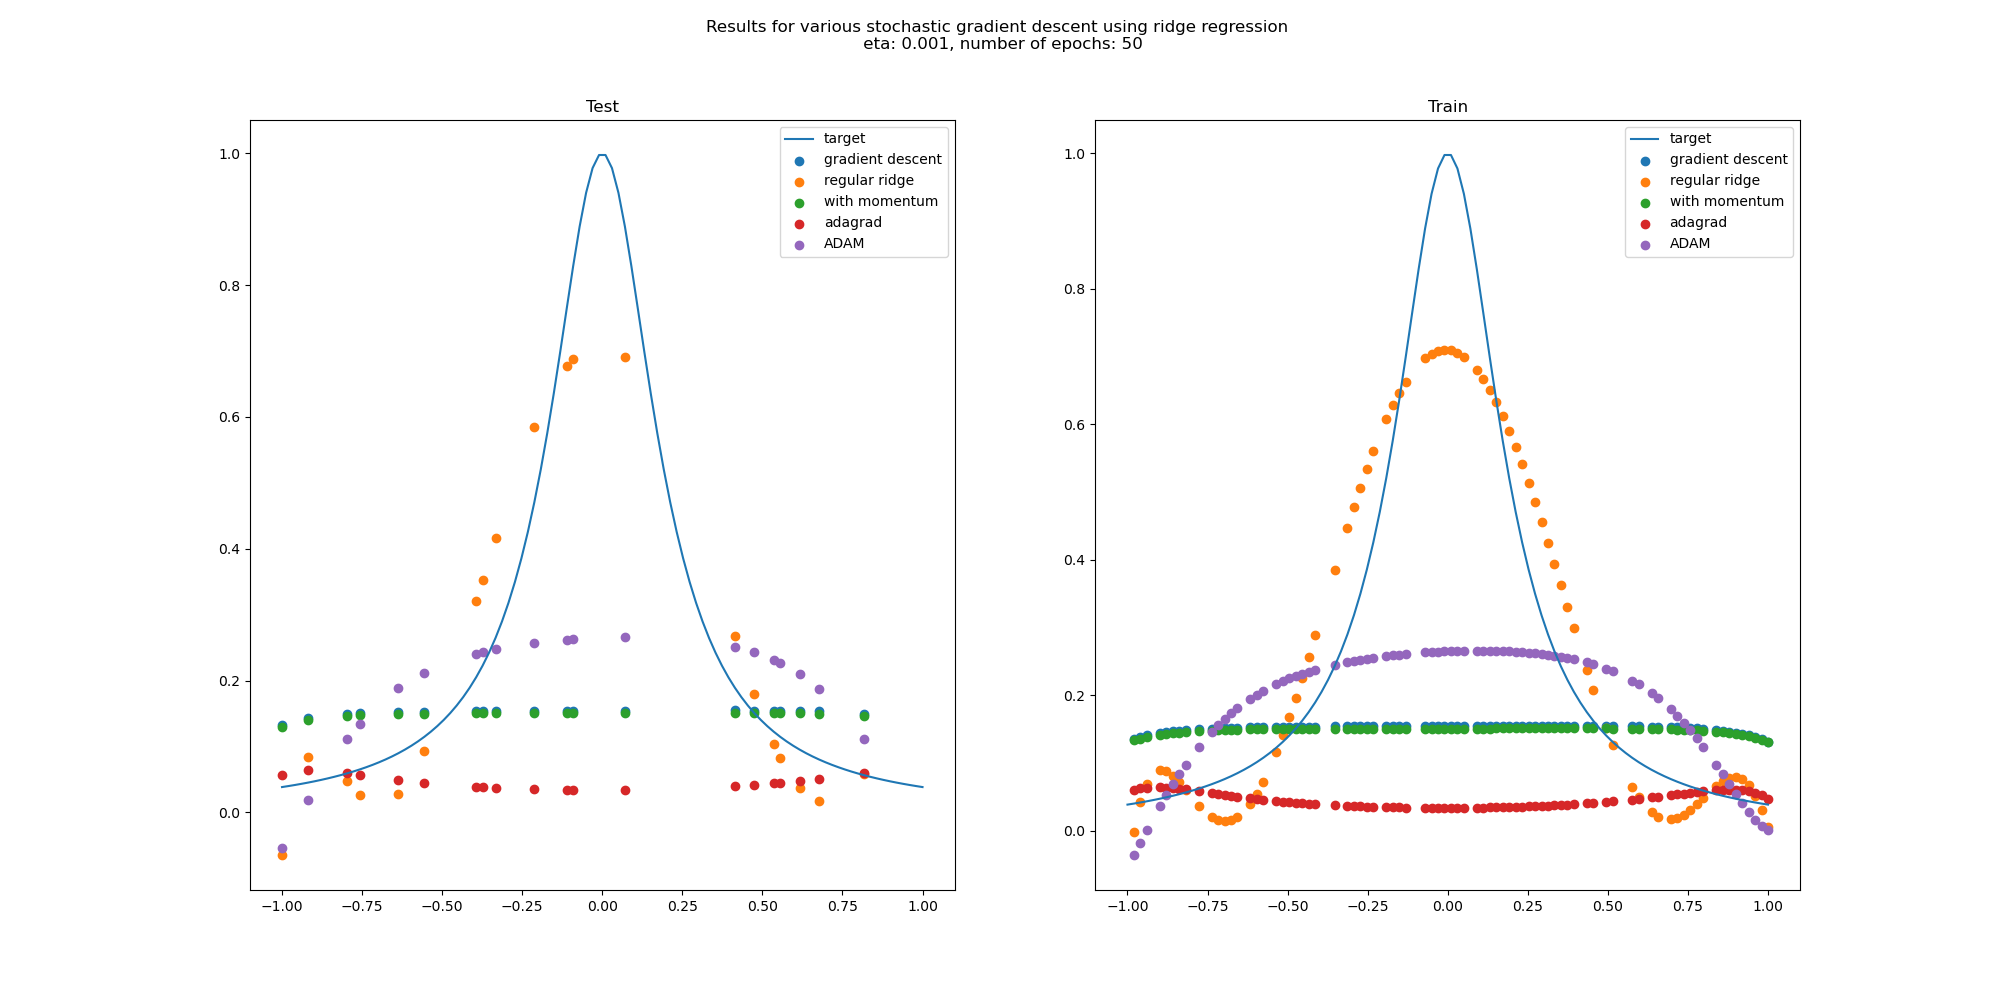 Results for various stochastic gradient descent using ridge regression
eta: 0.001, number of epochs: 50
Test
target
gradient descent
regular ridge
with momentum
adagrad
ADAM
1.0
0.8
0.6
0.4
0.2
0.0
−1.00 −0.75 −0.50 −0.25 0.00 0.25 0.50 0.75 1.00
Train
target
gradient descent
regular ridge
with momentum
adagrad
ADAM
1.0
0.8
0.6
0.4
0.2
0.0
−1.00 −0.75 −0.50 −0.25 0.00 0.25 0.50 0.75 1.00